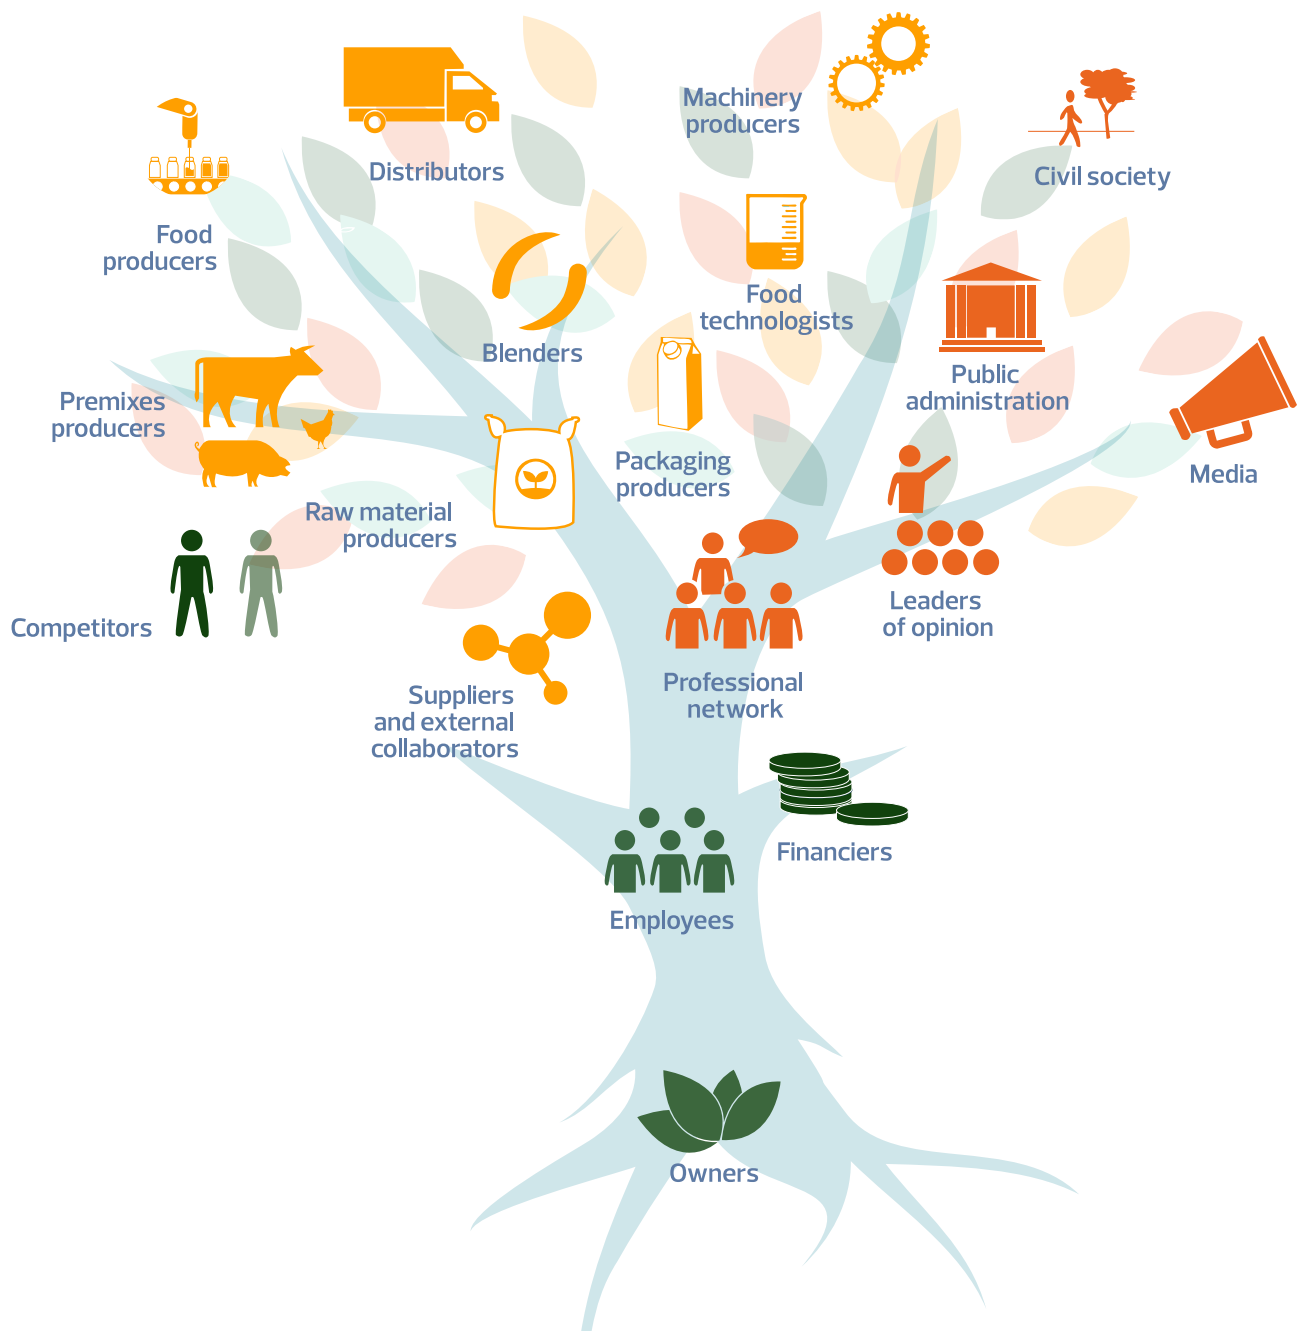 Machinery
producers
Distributors
Civil society
Food
producers
Food
technologists
Blenders
Public
administration
Premixes
producers
Packaging
producers
Media
Raw material
producers
Leaders
of opinion
Competitors
Suppliers
and external
collaborators
Professional
network
Financiers
Employees
Owners